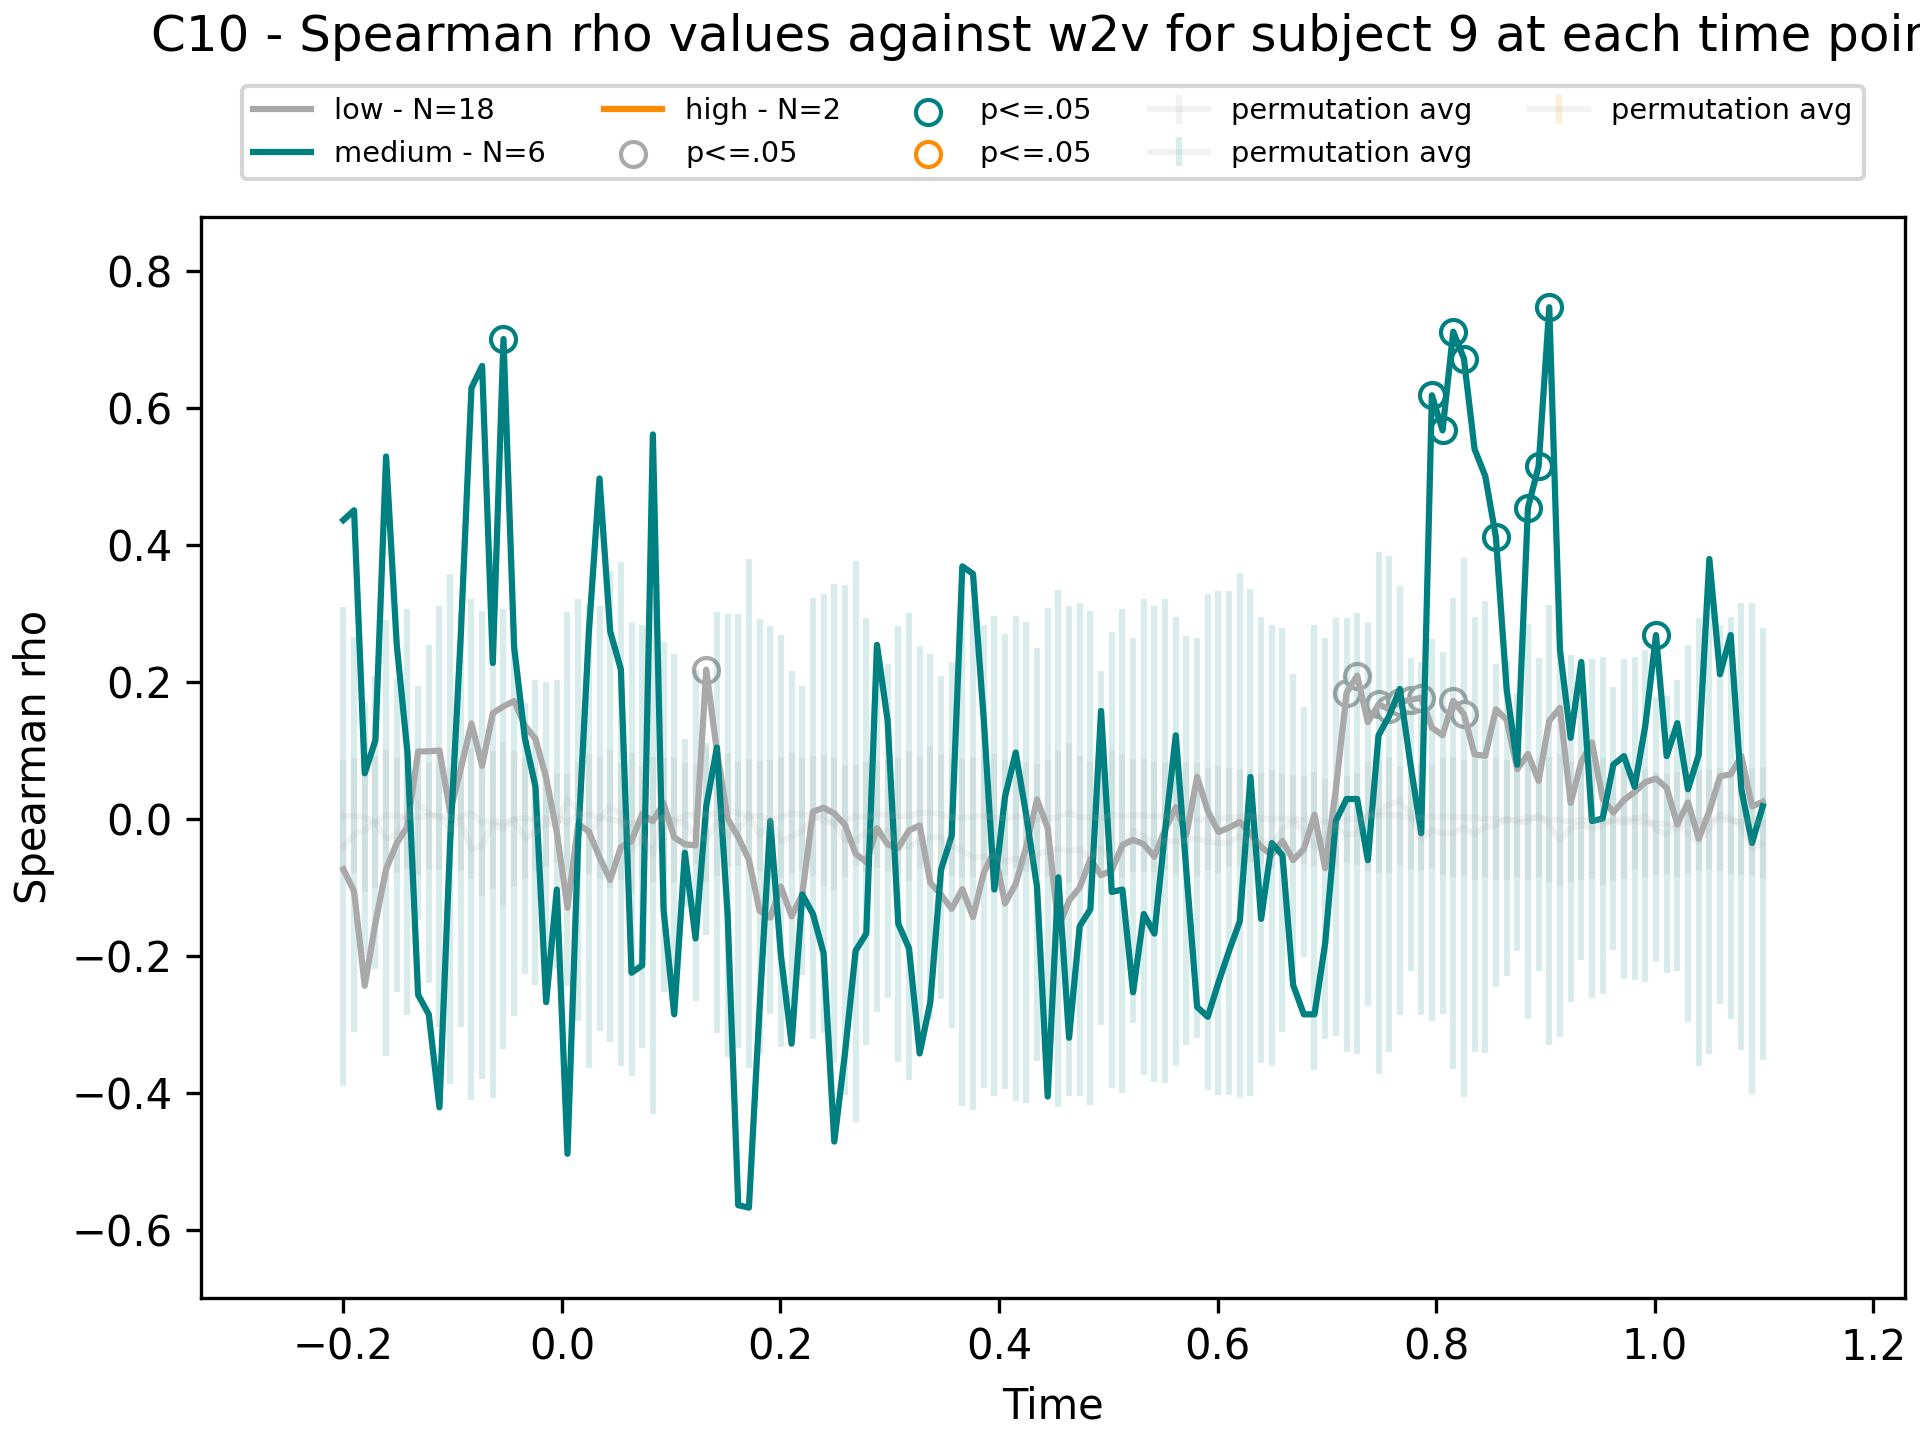 C10 - Spearman rho values against w2v for subject 9 at each time poin
low - N=18
medium - N=6
high - N=2
p<=.05
p<=.05
p<=.05
permutation avg
permutation avg
permutation avg
Spearman rho
0.8
0.6
0.4
0.2
0.0
−0.2
−0.4
−0.6
−0.2 0.0 0.2 0.4 0.6 0.8 1.0 1.2
Time